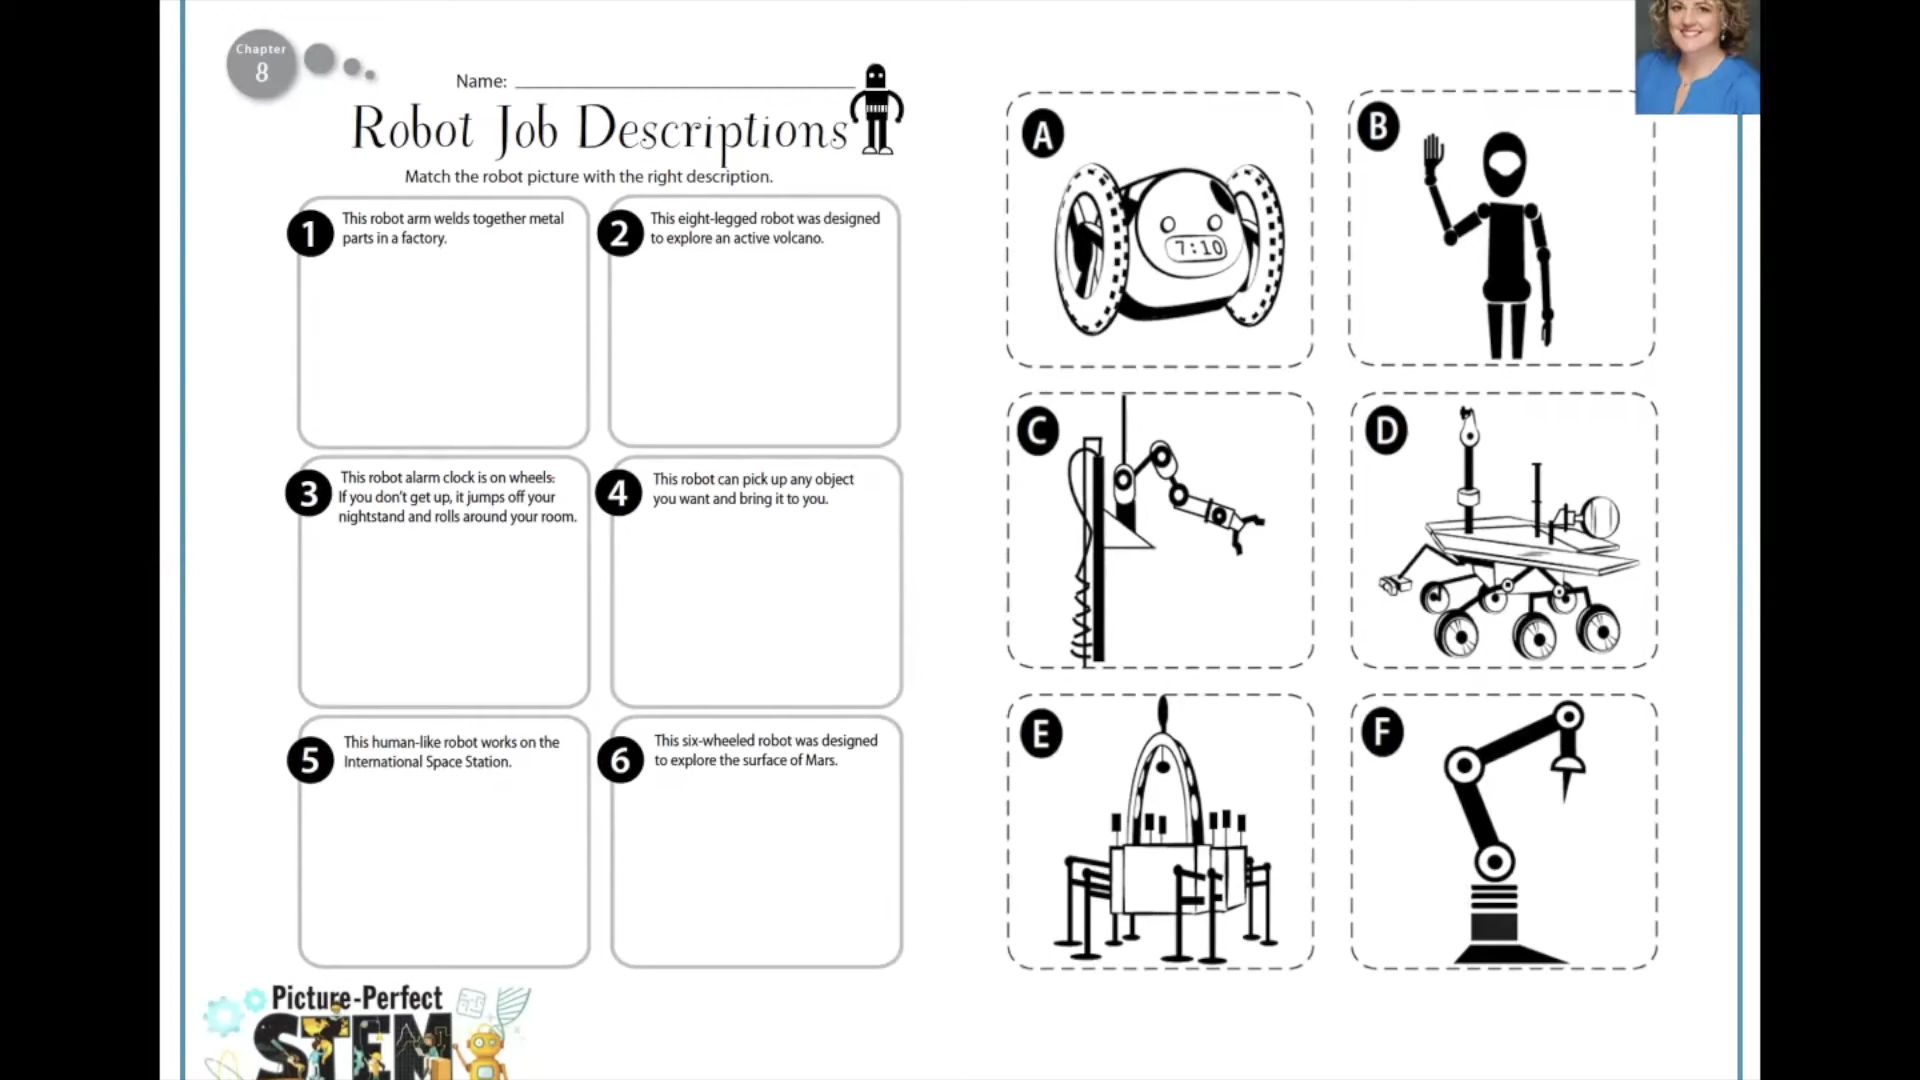 Chapter
8
Name:
Robot Job Descriptions
Match the robot picture with the right description.
1
This robot arm welds together metal
parts in a factory.
2
This eight-legged robot was designed
to explore an active volcano.
3
This robot alarm clock is on wheels.
If you don't get up, it jumps off your
nightstand and rolls around your room.
4
This robot can pick up any object
you want and bring it to you.
5
This human-like robot works on the
International Space Station.
6
This six-wheeled robot was designed
to explore the surface of Mars.
A
7:10
B
C
D
E
F
Picture-Perfect
STEM